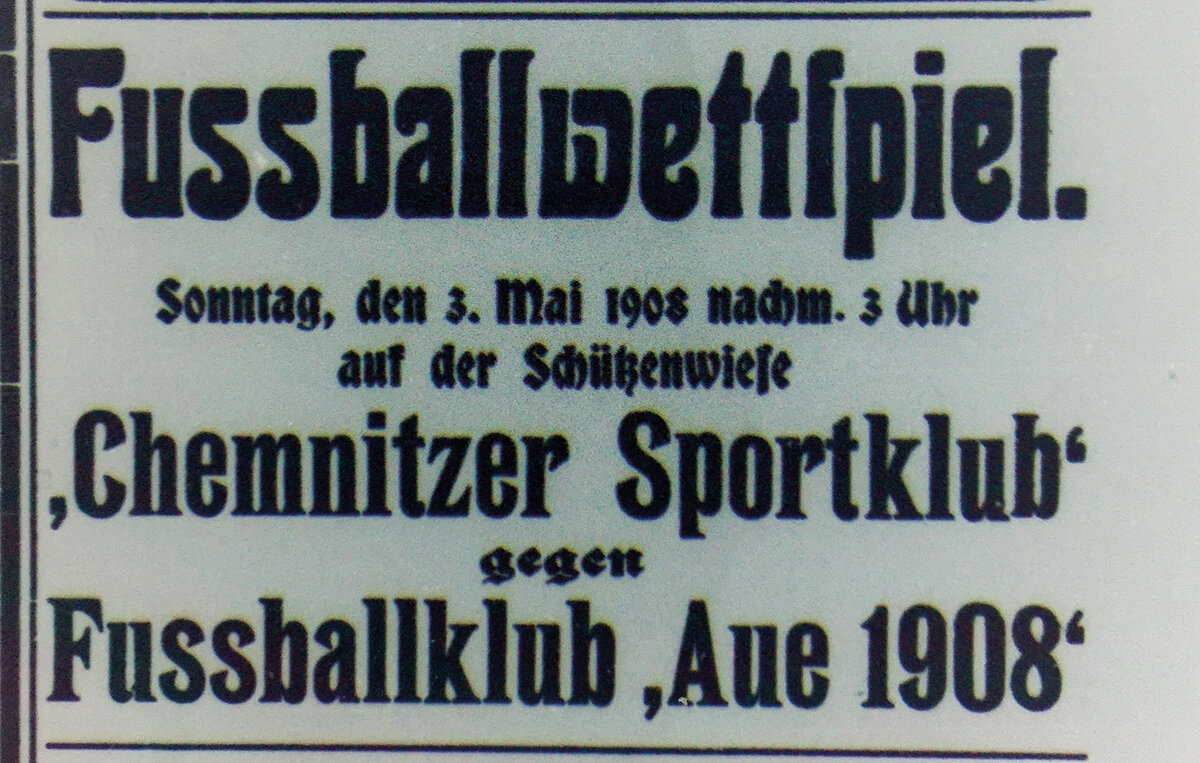 Fussballwettſpiel.
Sonntag, den 3. Mai 1908 nachm. 3 Uhr
auf der Schützenwieſe
‚Chemnitzer Sportklub‘
gegen
Fussballklub ‚Aue 1908‘